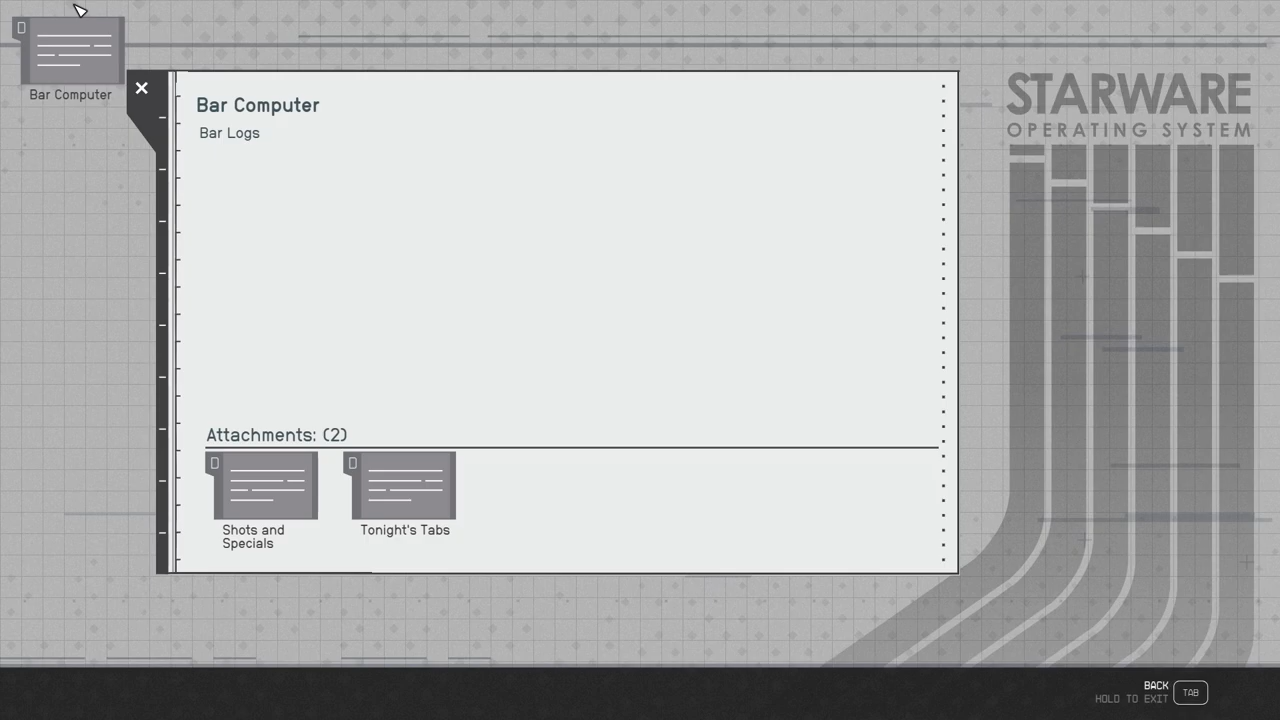 Bar Computer
STARWARE
OPERATING SYSTEM
Bar Computer
Bar Logs
Attachments: (2)
Shots and
Specials
Tonight's Tabs
BACK
HOLD TO EXIT
TAB